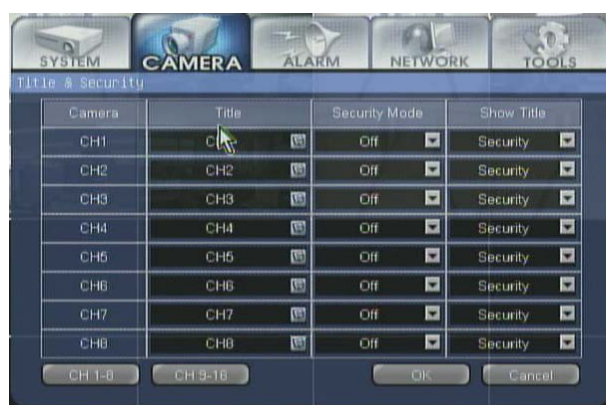 SYSTEM CAMERA ALARM NETWORK TOOLS
Title & Security
Camera Title Security Mode Show Title
CH1 Off Security
CH2 CH2 Off Security
CH3 CH3 Off Security
CH4 CH4 Off Security
CH5 CH5 Off Security
CH6 CH6 Off Security
CH7 CH7 Off Security
CH8 CH8 Off Security
CH 1-8 CH 9-16 OK Cancel